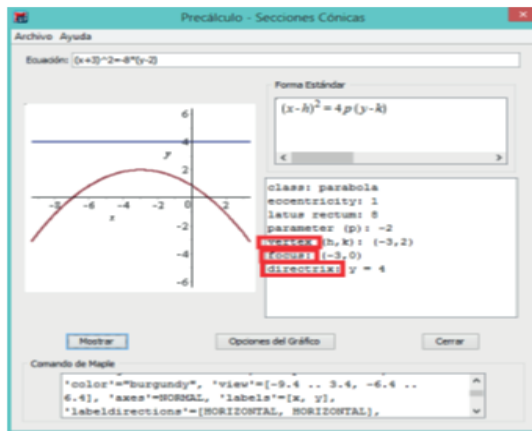 Precálculo - Secciones Cónicas
Archivo Ayuda
Ecuación: (x+3)^2=-8*(y-2)
Forma Estándar
(x-h)² = 4 p (y-k)
6
4
y
2
-8 -6 -4 -2 0 2
x
-2
-4
-6
class: parabola
eccentricity: 1
latus rectum: 8
parameter (p): -2
vertex (h,k): (-3,2)
focus: (-3,0)
directrix: y = 4
Mostrar
Opciones del Gráfico
Cerrar
Comando de Maple
'color'="burgundy", 'view'=[-9.4 .. 3.4, -6.4 ..
6.4], 'axes'=NORMAL, 'labels'=[x, y],
'labeldirections'=[HORIZONTAL, HORIZONTAL],